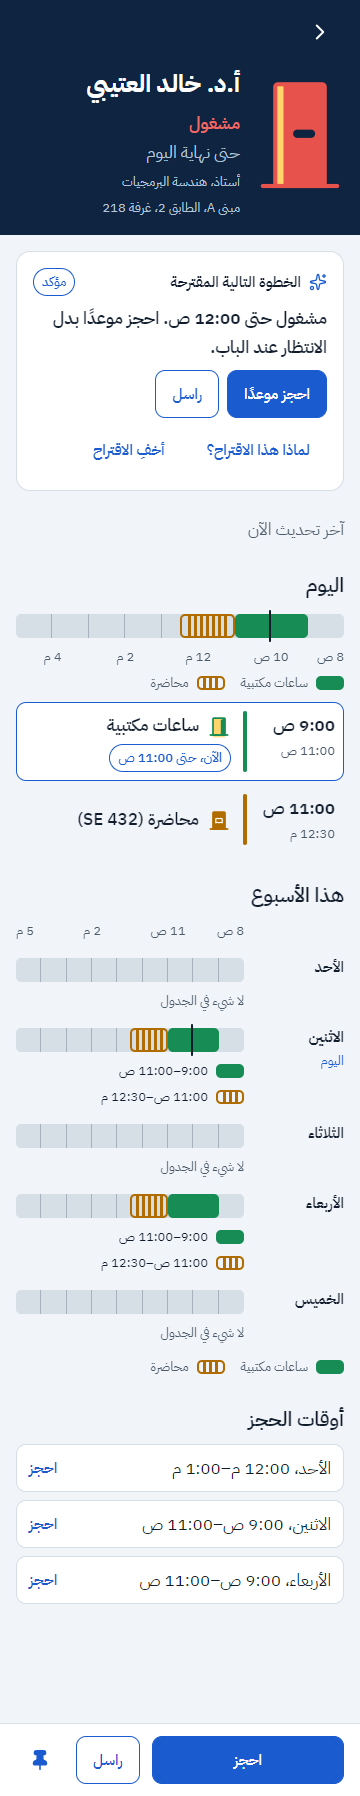 أ.د. خالد العتيبي
مشغول
حتى نهاية اليوم
أستاذ، هندسة البرمجيات
مبنى A، الطابق 2، غرفة 218
الخطوة التالية المقترحة
مؤكد
مشغول حتى 12:00 ص. احجز موعدًا بدل
الانتظار عند الباب.
احجز موعدًا
راسل
لماذا هذا الاقتراح؟
أخفِ الاقتراح
آخر تحديث الآن
اليوم
8 ص
10 ص
12 م
2 م
4 م
ساعات مكتبية
محاضرة
9:00 ص
11:00 ص
ساعات مكتبية
الآن، حتى 11:00 ص
11:00 ص
12:30 م
محاضرة (SE 432)
هذا الأسبوع
8 ص
11 ص
2 م
5 م
الأحد
لا شيء في الجدول
الاثنين
اليوم
9:00–11:00 ص
11:00 ص–12:30 م
الثلاثاء
لا شيء في الجدول
الأربعاء
9:00–11:00 ص
11:00 ص–12:30 م
الخميس
لا شيء في الجدول
ساعات مكتبية
محاضرة
أوقات الحجز
الأحد، 12:00 م–1:00 م
احجز
الاثنين، 9:00 ص–11:00 ص
احجز
الأربعاء، 9:00 ص–11:00 ص
احجز
احجز
راسل